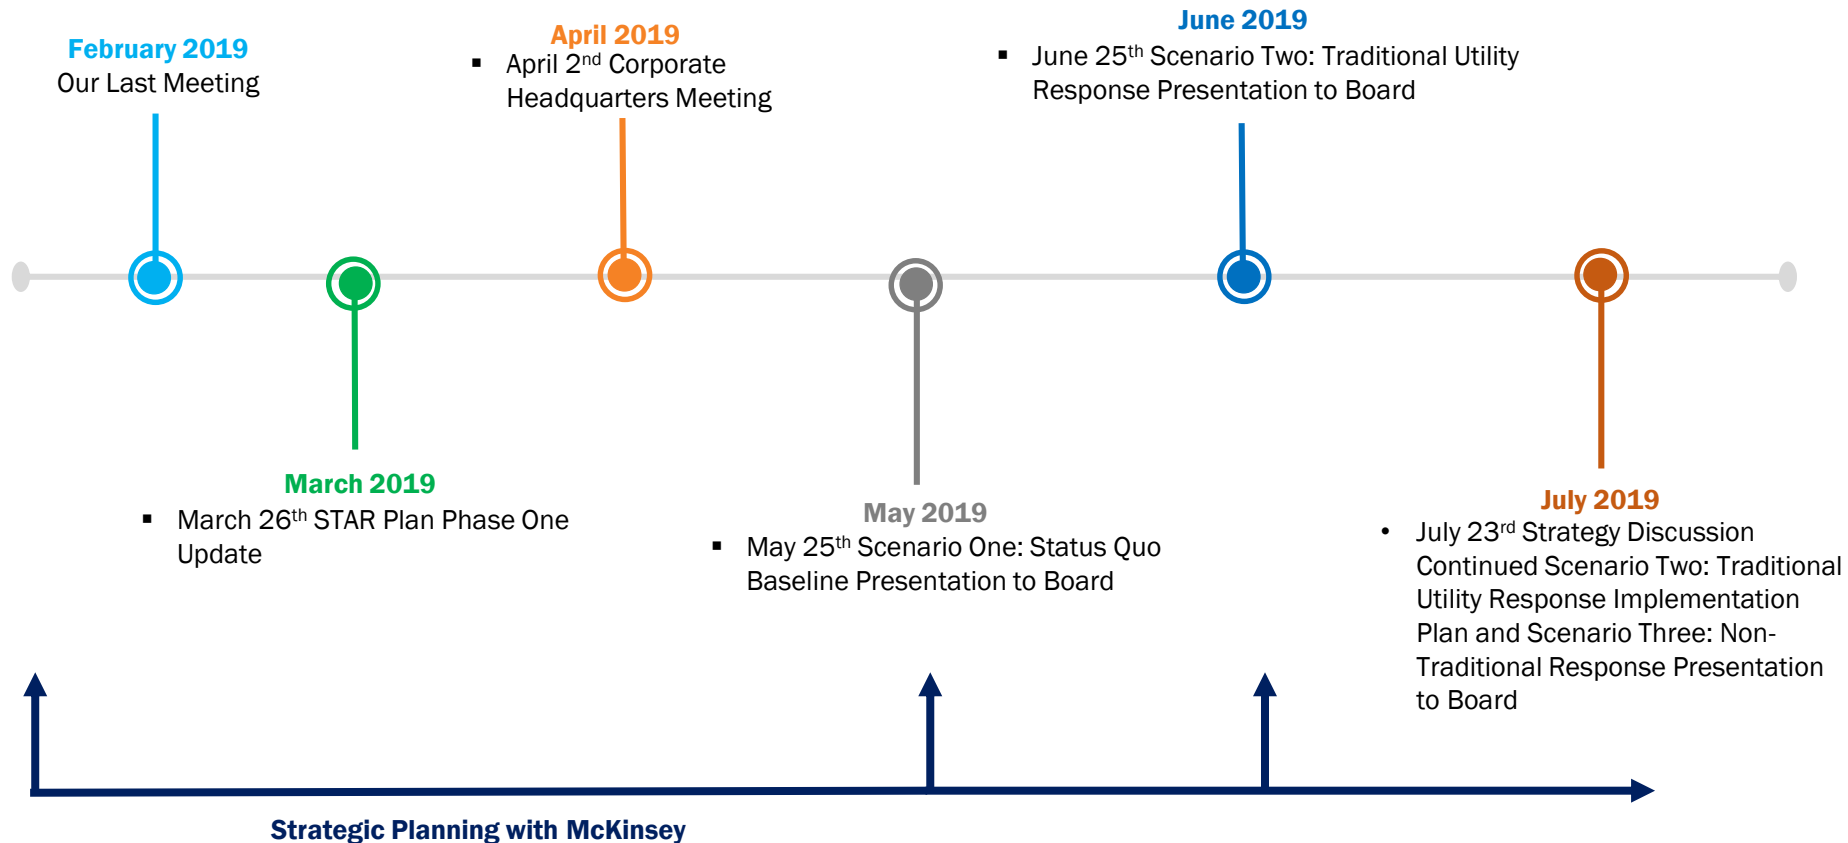 February 2019
Our Last Meeting
April 2019
▪ April 2nd Corporate
Headquarters Meeting
June 2019
▪ June 25th Scenario Two: Traditional Utility
Response Presentation to Board
March 2019
▪ March 26th STAR Plan Phase One
Update
May 2019
▪ May 25th Scenario One: Status Quo
Baseline Presentation to Board
July 2019
• July 23rd Strategy Discussion
Continued Scenario Two: Traditional
Utility Response Implementation
Plan and Scenario Three: Non-
Traditional Response Presentation
to Board
Strategic Planning with McKinsey